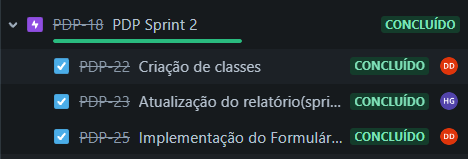 PDP-18 PDP Sprint 2 CONCLUÍDO
PDP-22 Criação de classes CONCLUÍDO DD
PDP-23 Atualização do relatório(spri... CONCLUÍDO HG
PDP-25 Implementação do Formulár... CONCLUÍDO DD